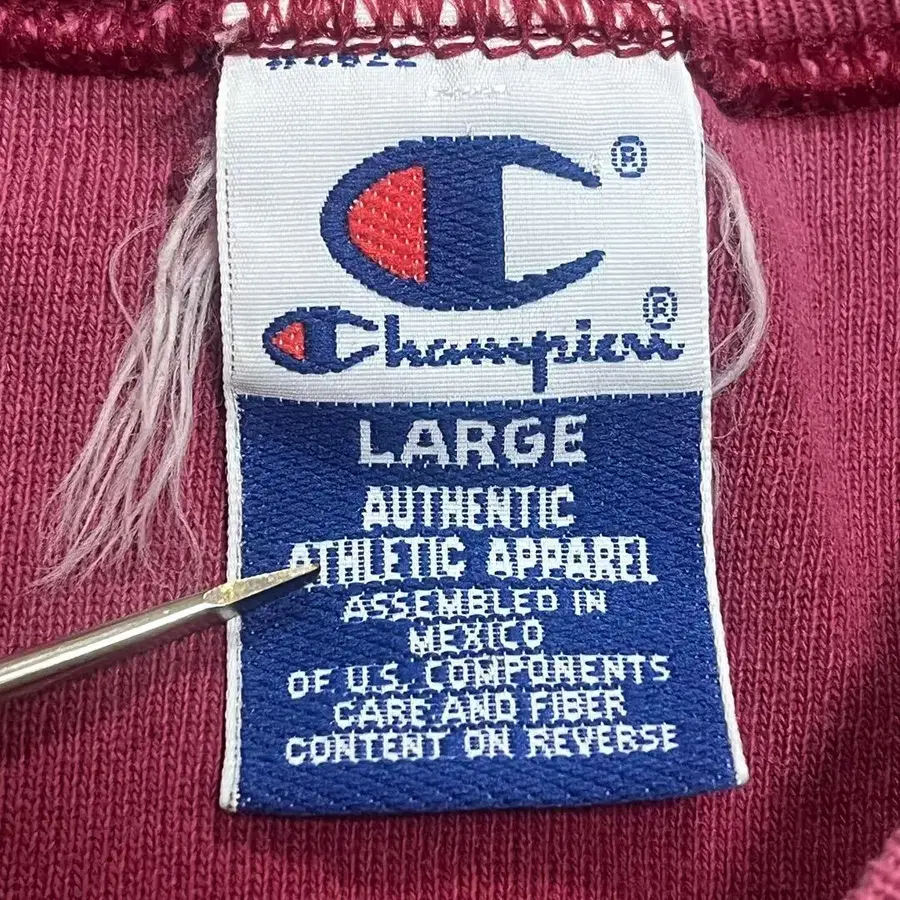 ®
Champion®
LARGE
AUTHENTIC
ATHLETIC APPAREL
ASSEMBLED IN
MEXICO
OF U.S. COMPONENTS
CARE AND FIBER
CONTENT ON REVERSE